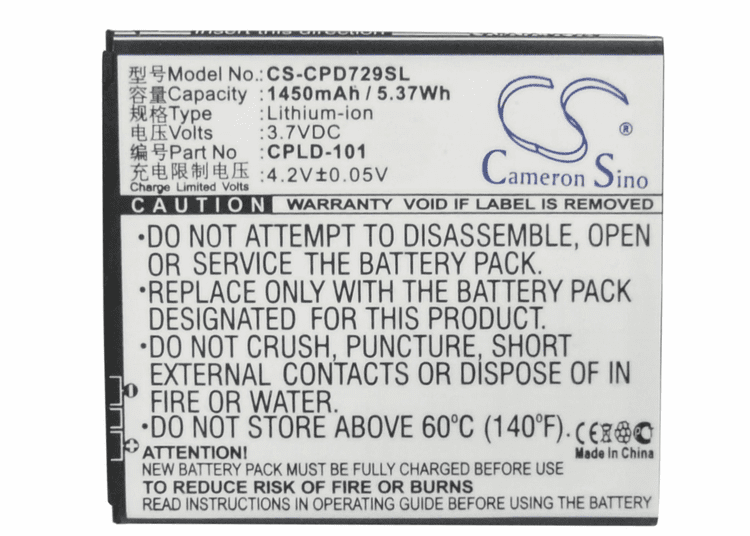 型号Model No.: CS-CPD729SL
容量Capacity: 1450mAh / 5.37Wh
规格Type: Lithium-ion
电压Volts: 3.7VDC
编号PartNo.: CPLD-101
充电限制电压: 4.2V±0.05V
Charge Limited Voltage
CS
®
Cameron Sino
CAUTION
WARRANTY VOID IF LABEL IS REMOVED
•DO NOT ATTEMPT TO DISASSEMBLE, OPEN
OR SERVICE THE BATTERY PACK.
•REPLACE ONLY WITH THE BATTERY PACK
DESIGNATED FOR THE EQUIPMENT.
•DO NOT CRUSH, PUNCTURE, SHORT
EXTERNAL CONTACTS OR DISPOSE
IN FIRE OR WATER.
•DO NOT STORE ABOVE 60°C (140°F).
CE
Made In China
ATTENTION!
NEW BATTERY PACK MUST BE FULLY CHARGED BEFORE USE
TO REDUCE RISK OF FIRE OR BURNS
READ INSTRUCTIONS IN OPERATING GUIDE BEFORE USE